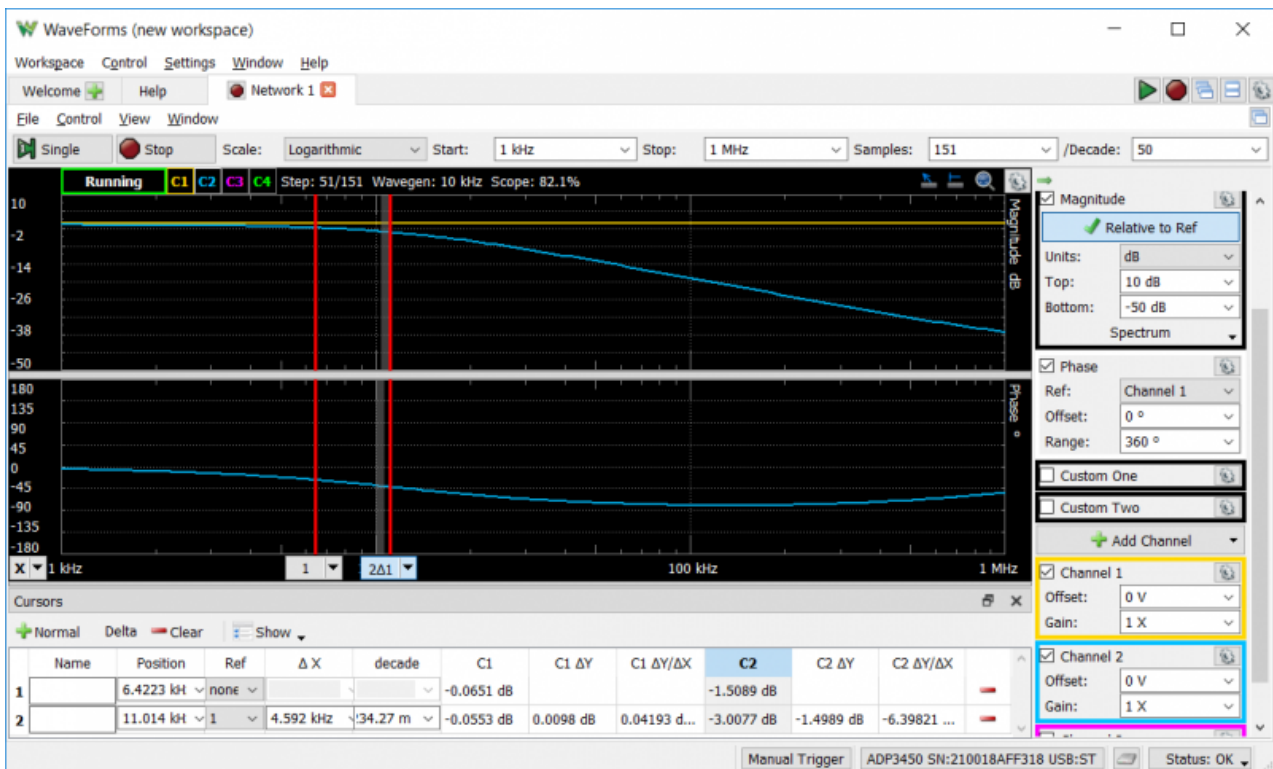 WaveForms (new workspace)
Workspace Control Settings Window Help
Welcome Help Network 1
File Control View Window
Single Stop Scale: Logarithmic Start: 1 kHz Stop: 1 MHz Samples: 151 /Decade: 50
Running C1 C2 C3 C4 Step: 51/151 Wavegen: 10 kHz Scope: 82.1%
10
-2
-14
-26
-38
-50
Magnitude dB
180
135
90
45
0
-45
-90
-135
-180
Phase °
X 1 kHz 1 2Δ1 100 kHz 1 MHz
Magnitude
Relative to Ref
Units: dB
Top: 10 dB
Bottom: -50 dB
Spectrum
Phase
Ref: Channel 1
Offset: 0 °
Range: 360 °
Custom One
Custom Two
Add Channel
Channel 1
Offset: 0 V
Gain: 1 X
Channel 2
Offset: 0 V
Gain: 1 X
Cursors
Normal Delta Clear Show
Name Position Ref Δ X decade C1 C1 ΔY C1 ΔY/ΔX C2 C2 ΔY C2 ΔY/ΔX
1 6.4223 kH none -0.0651 dB -1.5089 dB
2 11.014 kH 1 4.592 kHz 34.27 m -0.0553 dB 0.0098 dB 0.04193 d... -3.0077 dB -1.4989 dB -6.39821 ...
Manual Trigger ADP3450 SN:210018AFF318 USB:ST Status: OK